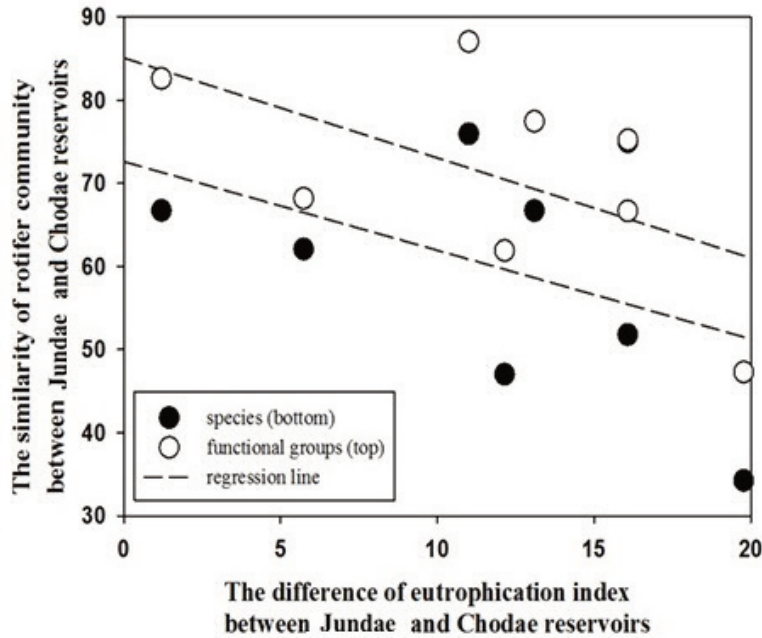 The similarity of rotifer community
between Jundae and Chodae reservoirs
90
80
70
60
50
40
30
species (bottom)
functional groups (top)
regression line
0
5
10
15
20
The difference of eutrophication index
between Jundae and Chodae reservoirs